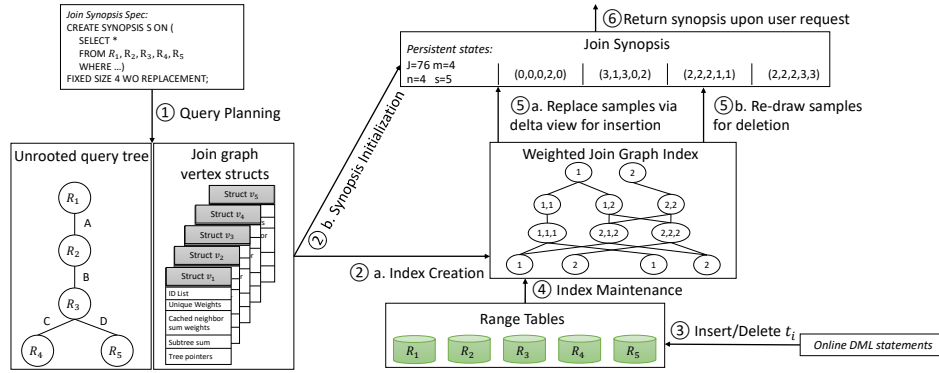 Join Synopsis Spec:
CREATE SYNOPSIS S ON (
SELECT *
FROM R₁, R₂, R₃, R₄, R₅
WHERE …)
FIXED SIZE 4 WO REPLACEMENT;
① Query Planning
Unrooted query tree
R₁
A
R₂
B
R₃
C
D
R₄
R₅
Join graph
vertex structs
Struct v₅
Struct v₄
Struct v₃
Struct v₂
Struct v₁
ID List
Unique Weights
Cached neighbor
sum weights
Subtree sum
Tree pointers
② b. Synopsis Initialization
② a. Index Creation
⑥ Return synopsis upon user request
Join Synopsis
Persistent states:
J=76 m=4
n=4 s=5
(0,0,0,2,0)
(3,1,3,0,2)
(2,2,2,1,1)
(2,2,2,3,3)
⑤ a. Replace samples via
delta view for insertion
⑤ b. Re-draw samples
for deletion
Weighted Join Graph Index
1
2
1,1
1,2
2,2
1,1,1
2,1,2
2,2,2
1
2
1
2
④ Index Maintenance
Range Tables
R₁
R₂
R₃
R₄
R₅
③ Insert/Delete tᵢ
Online DML statements